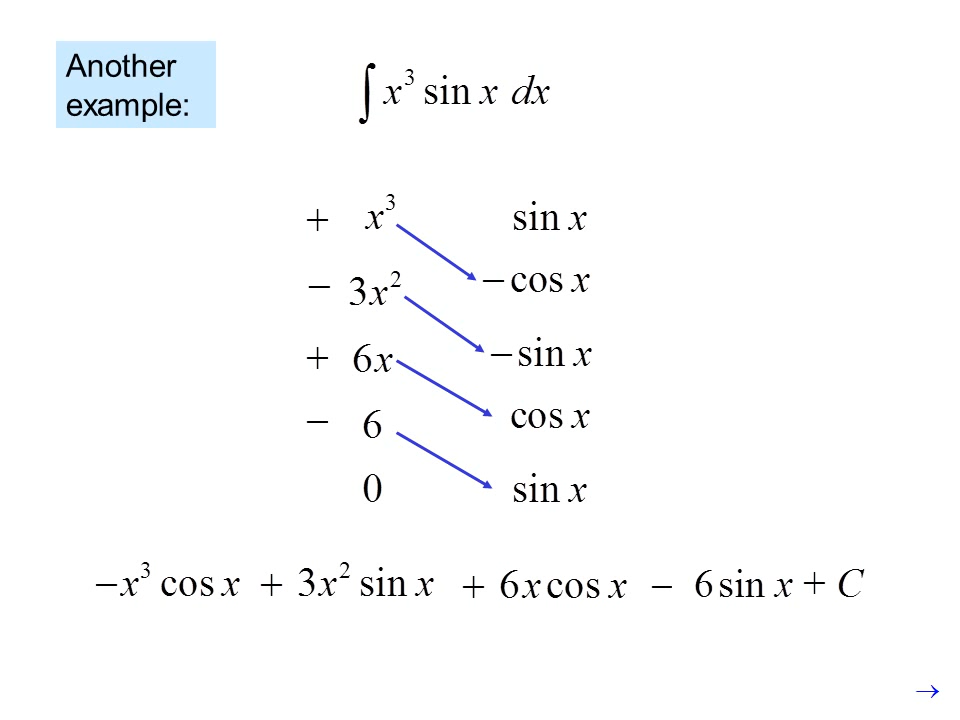 Another
example:
∫ x³ sin x dx
+ x³ sin x
− 3x² − cos x
+ 6x − sin x
− 6 cos x
0 sin x
−x³ cos x + 3x² sin x + 6x cos x − 6 sin x + C
→